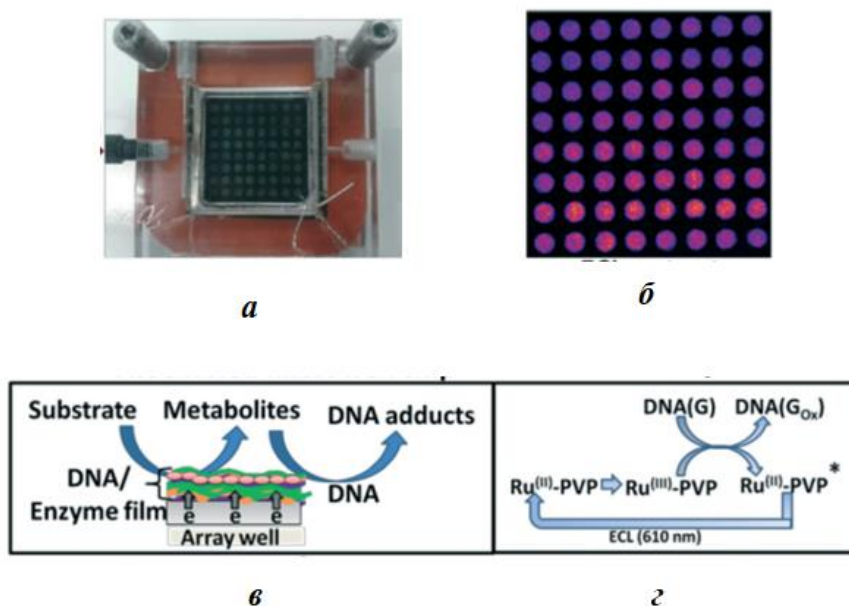 а
б
Substrate Metabolites DNA adducts
DNA/
Enzyme film
DNA
e e e
Array well
DNA(G) DNA(G_Ox)
Ru(II)-PVP Ru(III)-PVP Ru(II)-PVP*
ECL (610 nm)
в
г